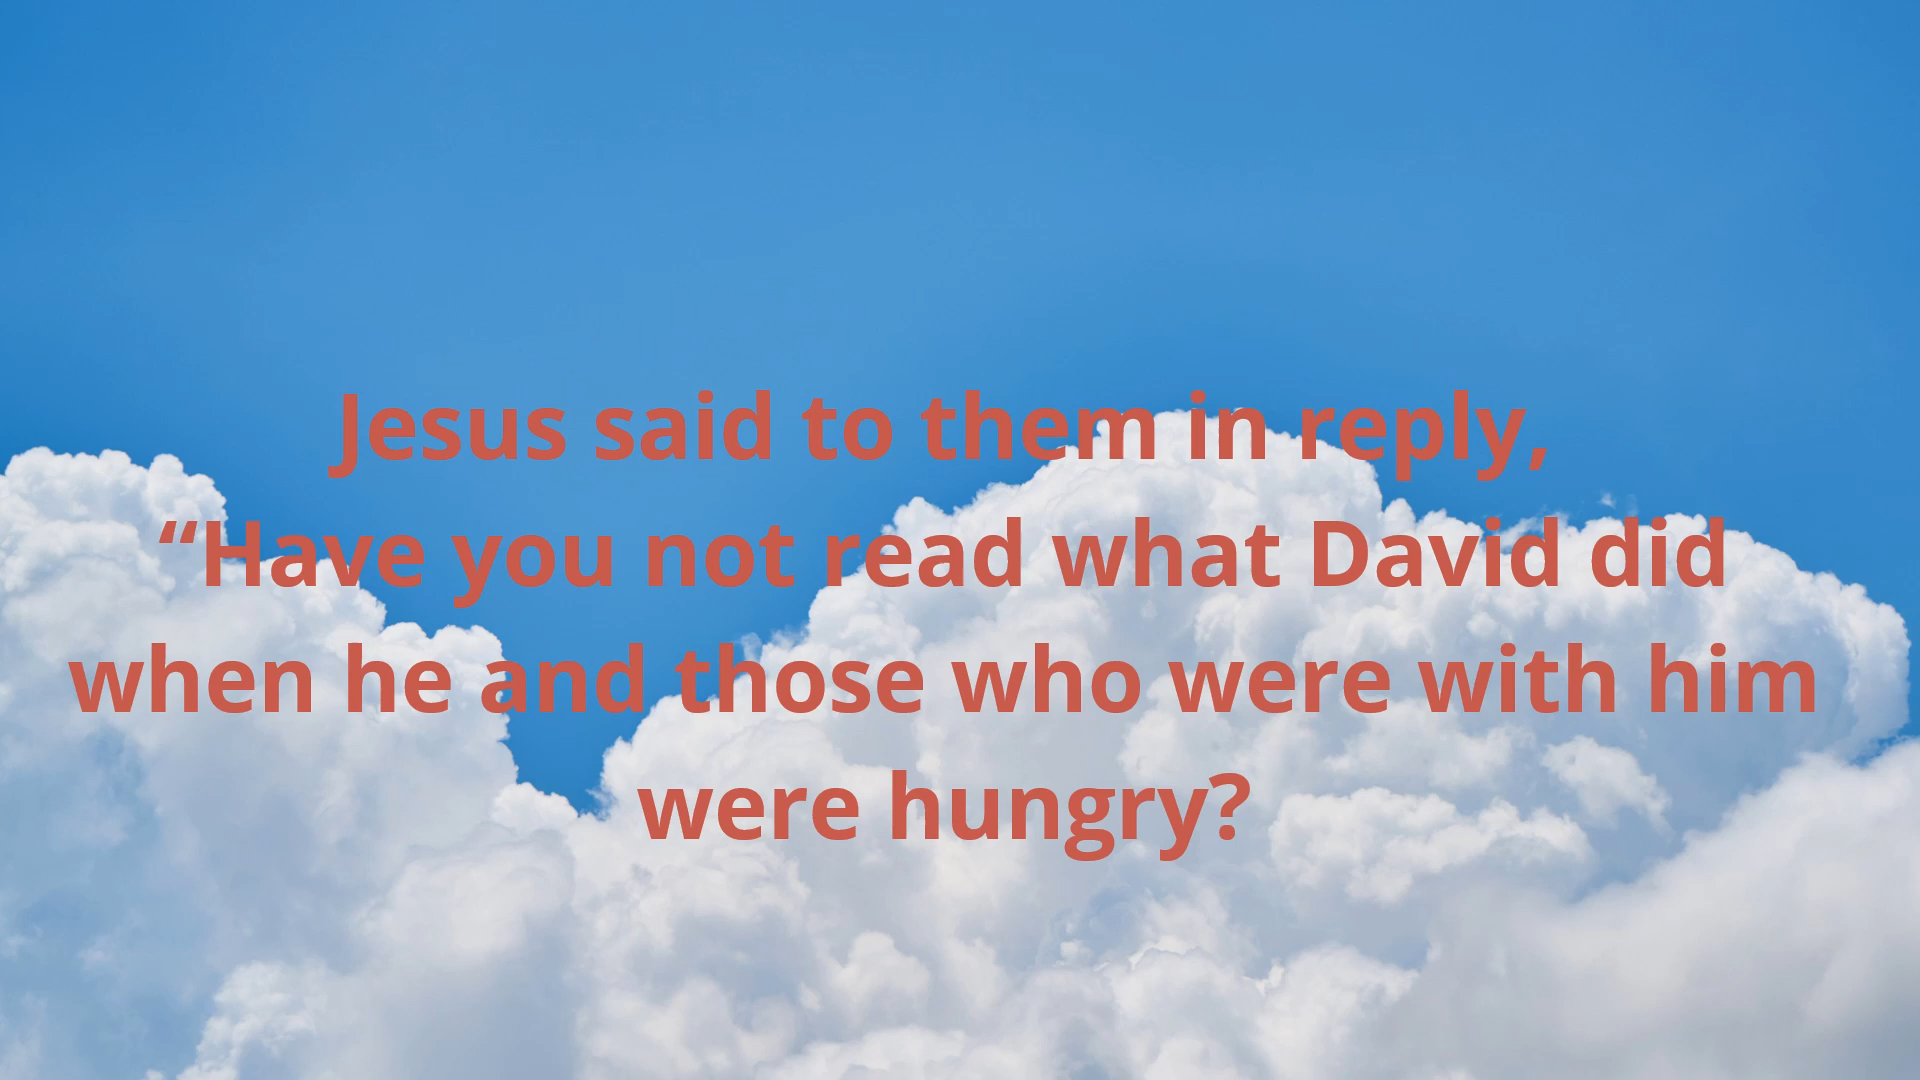 Jesus said to them in reply,
“Have you not read what David did
when he and those who were with him
were hungry?